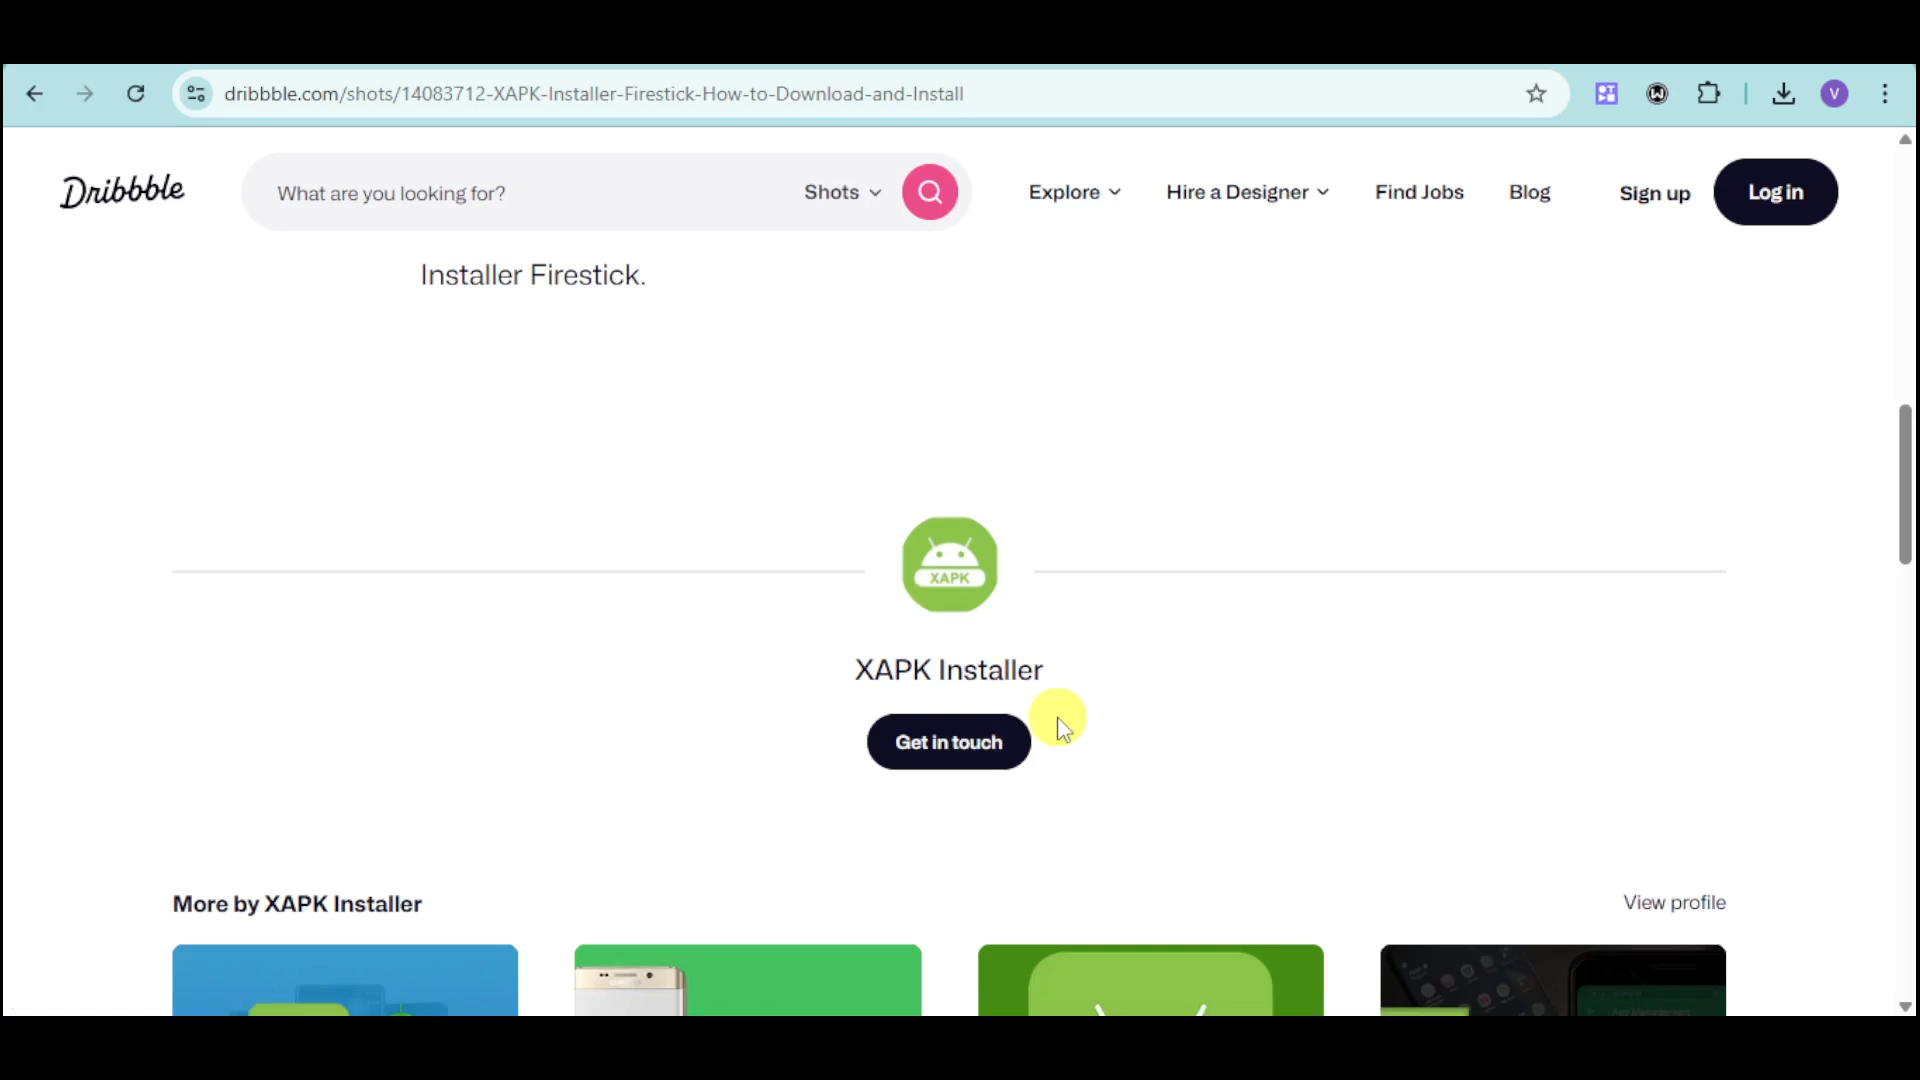 dribbble.com/shots/14083712-XAPK-Installer-Firestick-How-to-Download-and-Install
V
Dribbble
What are you looking for?
Shots
Explore
Hire a Designer
Find Jobs
Blog
Sign up
Log in
Installer Firestick.
XAPK
XAPK Installer
Get in touch
More by XAPK Installer
View profile
App Management